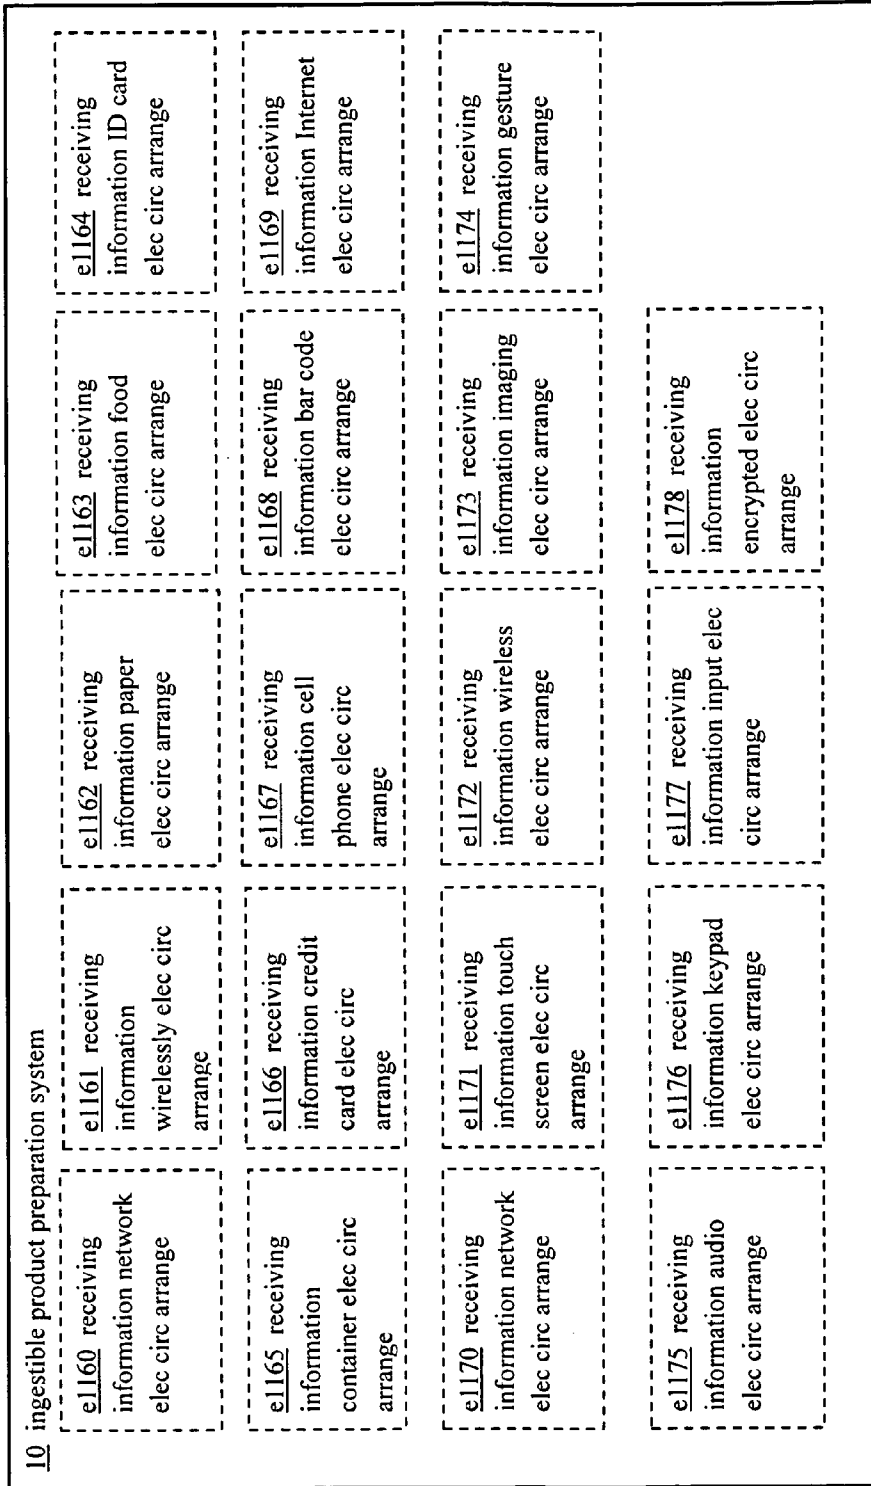 10 ingestible product preparation system
e1160 receiving
information network
elec circ arrange
e1161 receiving
information
wirelessly elec circ
arrange
e1162 receiving
information paper
elec circ arrange
e1163 receiving
information food
elec circ arrange
e1164 receiving
information ID card
elec circ arrange
e1165 receiving
information
container elec circ
arrange
e1166 receiving
information credit
card elec circ
arrange
e1167 receiving
information cell
phone elec circ
arrange
e1168 receiving
information bar code
elec circ arrange
e1169 receiving
information Internet
elec circ arrange
e1170 receiving
information network
elec circ arrange
e1171 receiving
information touch
screen elec circ
arrange
e1172 receiving
information wireless
elec circ arrange
e1173 receiving
information imaging
elec circ arrange
e1174 receiving
information gesture
elec circ arrange
e1175 receiving
information audio
elec circ arrange
e1176 receiving
information keypad
elec circ arrange
e1177 receiving
information input elec
circ arrange
e1178 receiving
information
encrypted elec circ
arrange